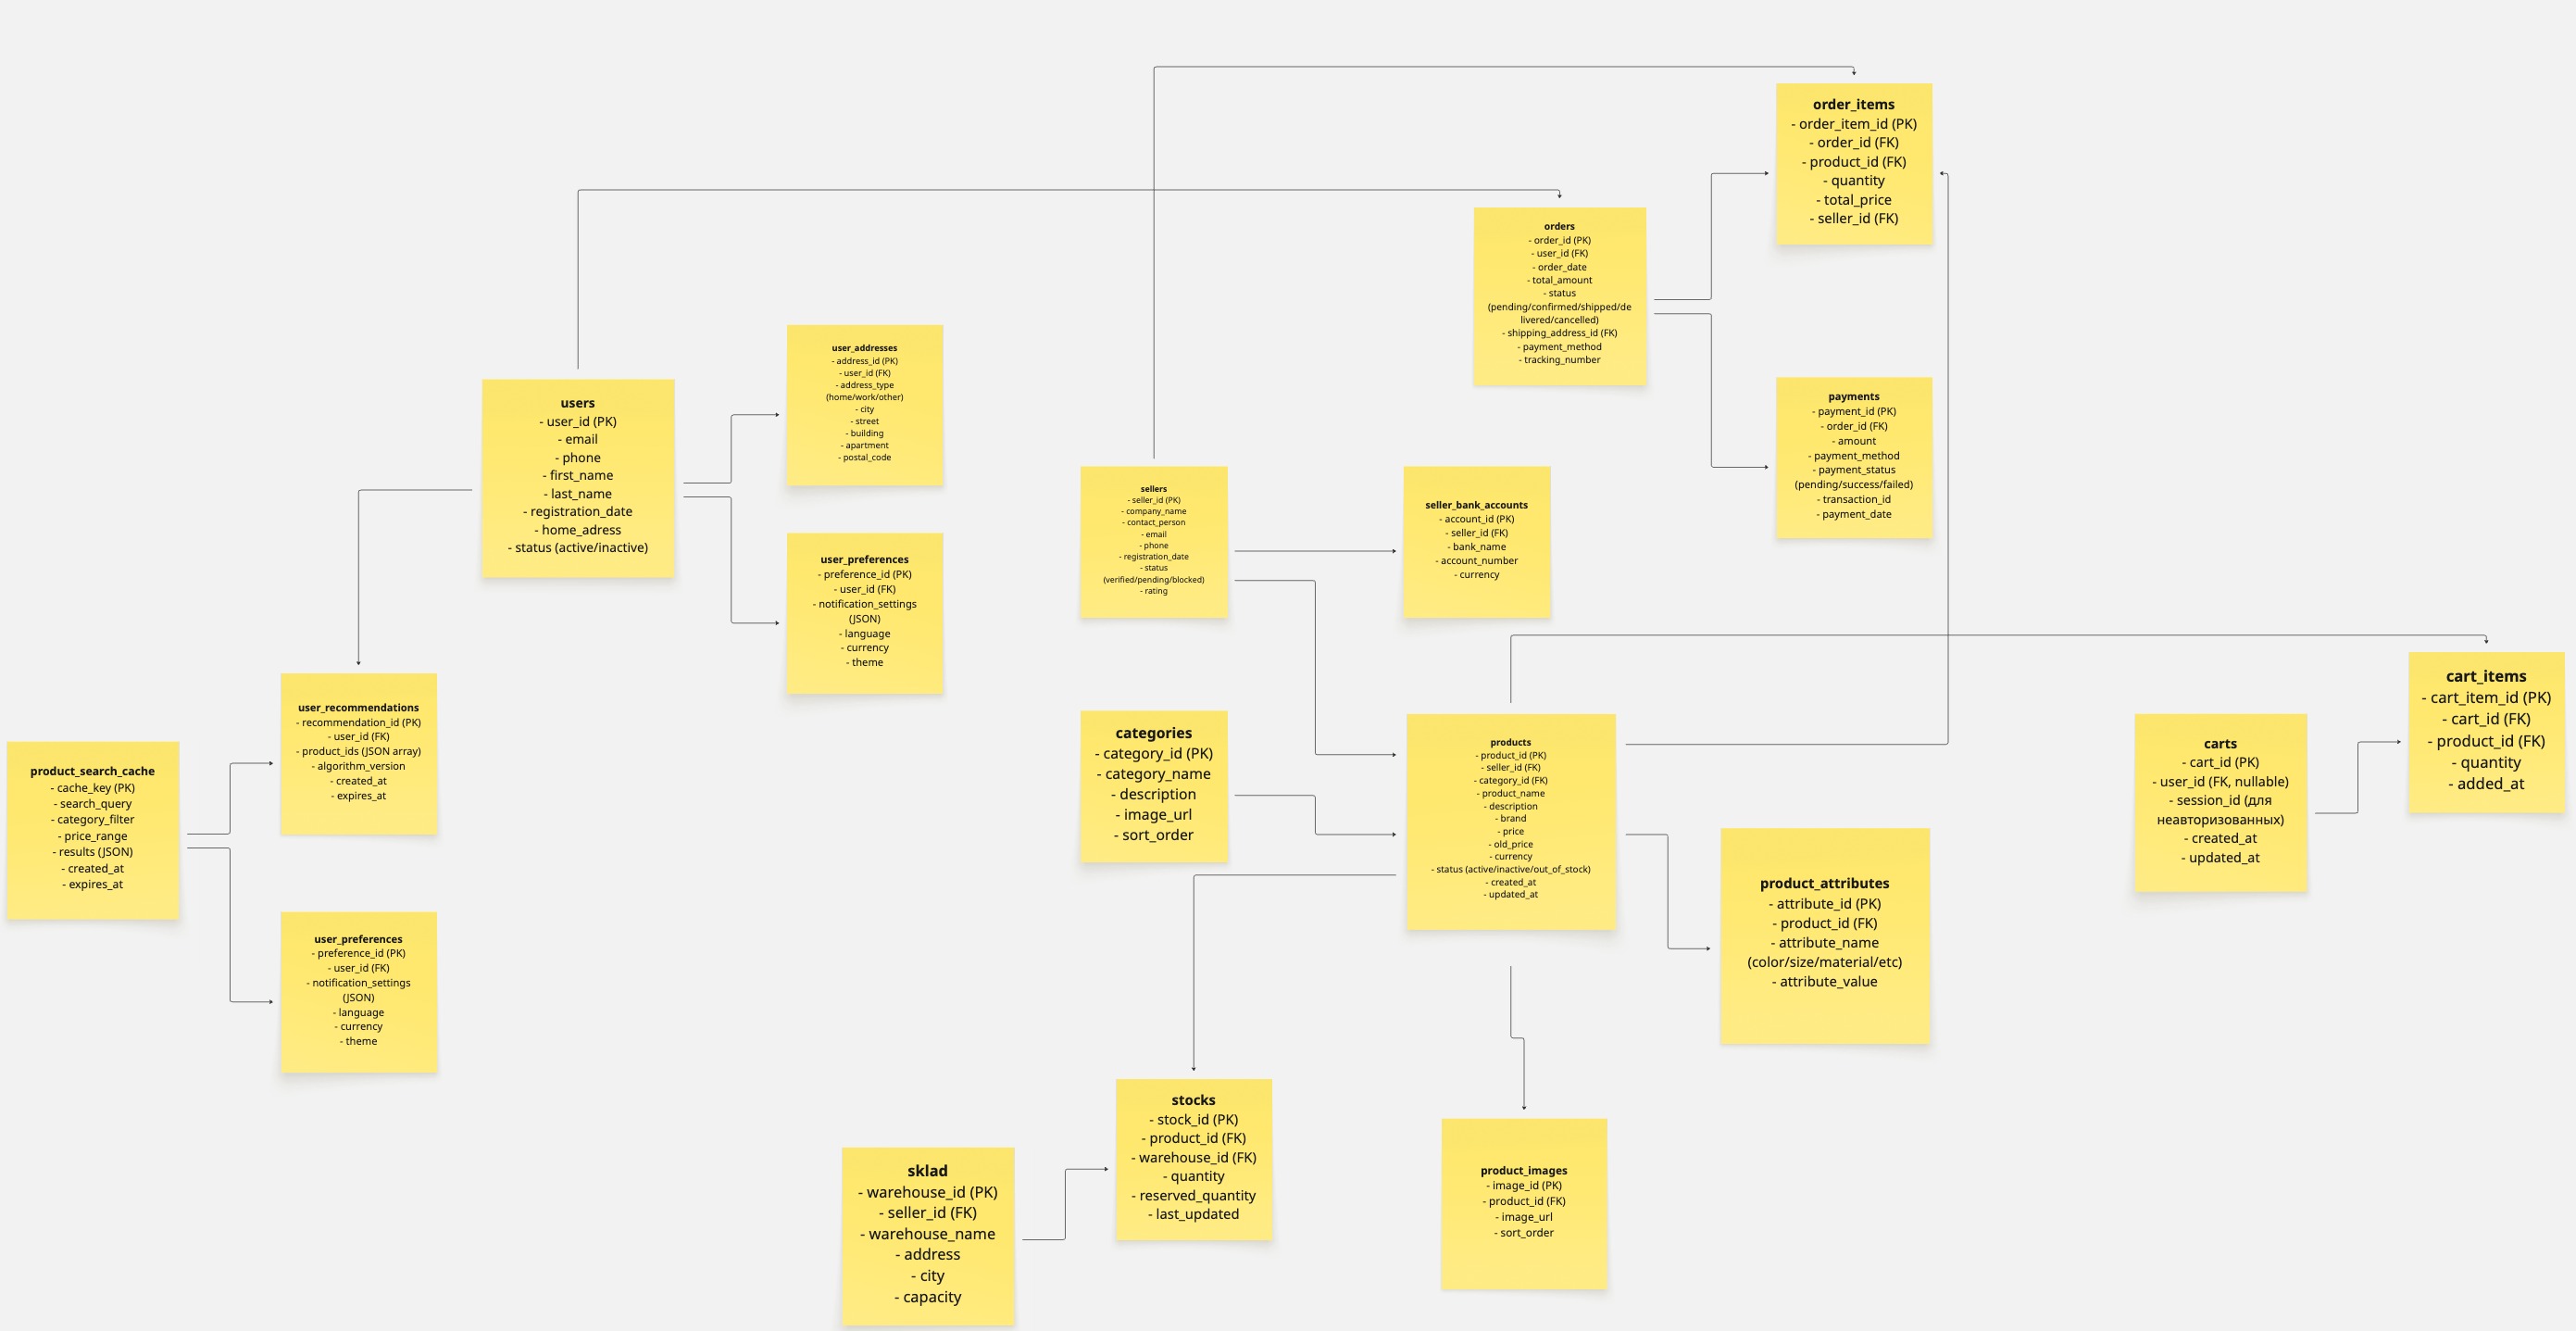 order_items
- order_item_id (PK)
- order_id (FK)
- product_id (FK)
- quantity
- total_price
- seller_id (FK)
orders
- order_id (PK)
- user_id (FK)
- order_date
- total_amount
- status
(pending/confirmed/shipped/de
livered/cancelled)
- shipping_address_id (FK)
- payment_method
- tracking_number
user_addresses
- address_id (PK)
- user_id (FK)
- address_type
(home/work/other)
- city
- street
- building
- apartment
- postal_code
users
- user_id (PK)
- email
- phone
- first_name
- last_name
- registration_date
- home_adress
- status (active/inactive)
payments
- payment_id (PK)
- order_id (FK)
- amount
- payment_method
- payment_status
(pending/success/failed)
- transaction_id
- payment_date
sellers
- seller_id (PK)
- company_name
- contact_person
- email
- phone
- registration_date
- status
(verified/pending/blocked)
- rating
seller_bank_accounts
- account_id (PK)
- seller_id (FK)
- bank_name
- account_number
- currency
user_preferences
- preference_id (PK)
- user_id (FK)
- notification_settings
(JSON)
- language
- currency
- theme
user_recommendations
- recommendation_id (PK)
- user_id (FK)
- product_ids (JSON array)
- algorithm_version
- created_at
- expires_at
product_search_cache
- cache_key (PK)
- search_query
- category_filter
- price_range
- results (JSON)
- created_at
- expires_at
user_preferences
- preference_id (PK)
- user_id (FK)
- notification_settings
(JSON)
- language
- currency
- theme
categories
- category_id (PK)
- category_name
- description
- image_url
- sort_order
products
- product_id (PK)
- seller_id (FK)
- category_id (FK)
- product_name
- description
- brand
- price
- old_price
- currency
- status (active/inactive/out_of_stock)
- created_at
- updated_at
cart_items
- cart_item_id (PK)
- cart_id (FK)
- product_id (FK)
- quantity
- added_at
carts
- cart_id (PK)
- user_id (FK, nullable)
- session_id (для
неавторизованных)
- created_at
- updated_at
product_attributes
- attribute_id (PK)
- product_id (FK)
- attribute_name
(color/size/material/etc)
- attribute_value
stocks
- stock_id (PK)
- product_id (FK)
- warehouse_id (FK)
- quantity
- reserved_quantity
- last_updated
sklad
- warehouse_id (PK)
- seller_id (FK)
- warehouse_name
- address
- city
- capacity
product_images
- image_id (PK)
- product_id (FK)
- image_url
- sort_order